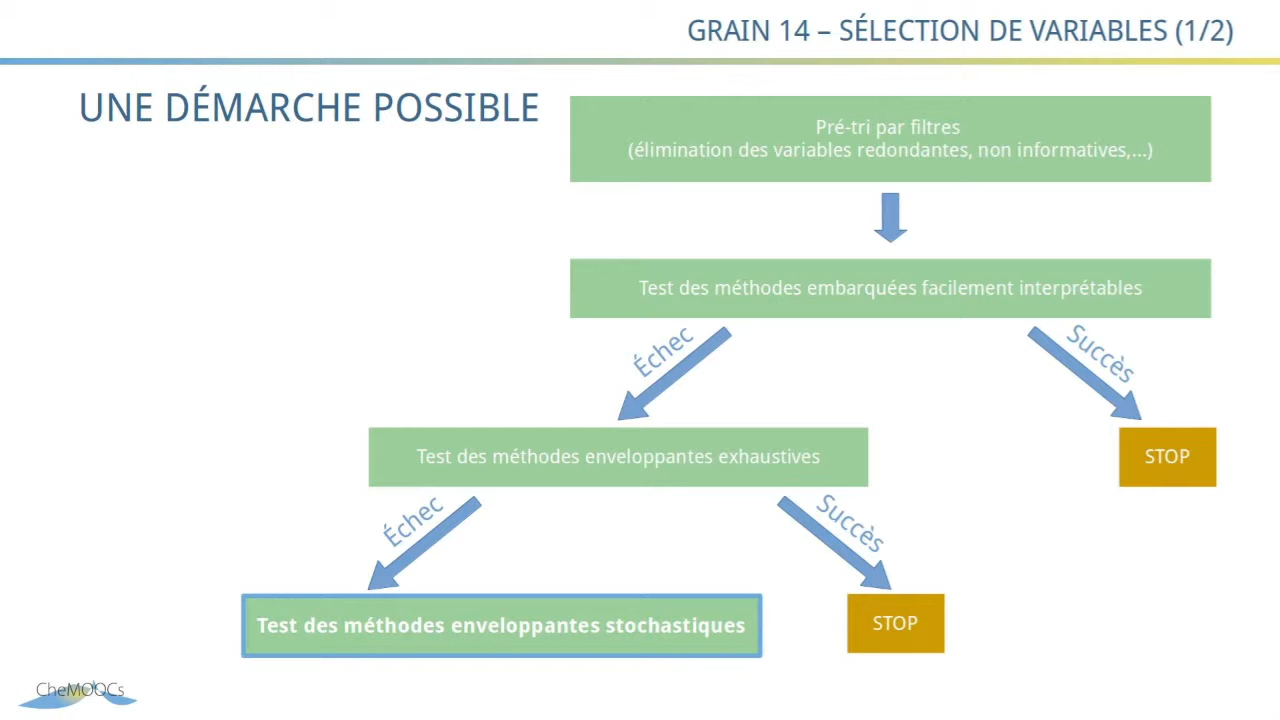 GRAIN 14 – SÉLECTION DE VARIABLES (1/2)
UNE DÉMARCHE POSSIBLE
Pré-tri par filtres
(élimination des variables redondantes, non informatives,...)
Test des méthodes embarquées facilement interprétables
Échec
Succès
Test des méthodes enveloppantes exhaustives
STOP
Échec
Succès
Test des méthodes enveloppantes stochastiques
STOP
CheMOOCs